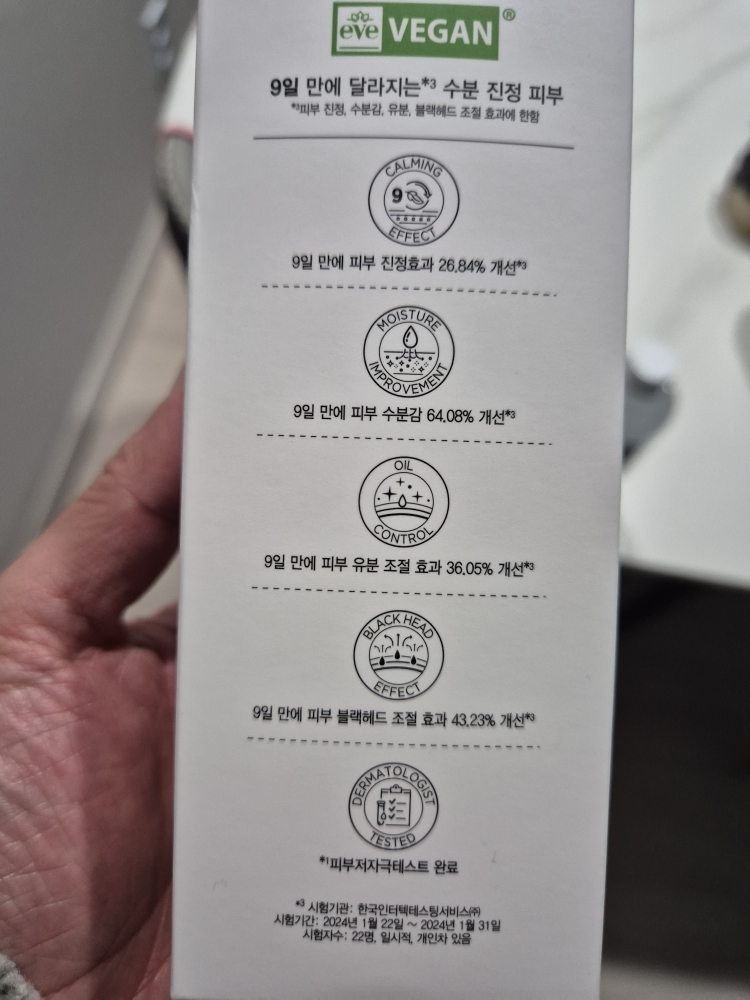 eve VEGAN®
9일 만에 달라지는*3 수분 진정 피부
*3피부 진정, 수분감, 유분, 블랙헤드 조절 효과에 한함
CALMING
9
EFFECT
9일 만에 피부 진정효과 26.84% 개선*3
MOISTURE
IMPROVEMENT
9일 만에 피부 수분감 64.08% 개선*3
OIL
CONTROL
9일 만에 피부 유분 조절 효과 36.05% 개선*3
BLACK HEAD
EFFECT
9일 만에 피부 블랙헤드 조절 효과 43.23% 개선*3
DERMATOLOGIST
TESTED
*1피부저자극테스트 완료
*3 시험기관: 한국인터텍테스팅서비스㈜
시험기간: 2024년 1월 22일 ~ 2024년 1월 31일
시험자수: 22명, 일시적, 개인차 있음